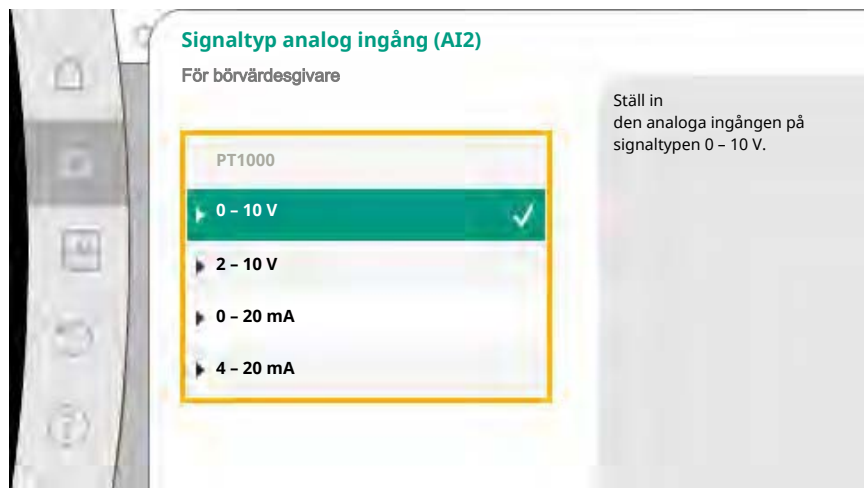 Signaltyp analog ingång (AI2)
För börvärdesgivare
PT1000
0 – 10 V
2 – 10 V
0 – 20 mA
4 – 20 mA
Ställ in
den analoga ingången på
signaltypen 0 – 10 V.